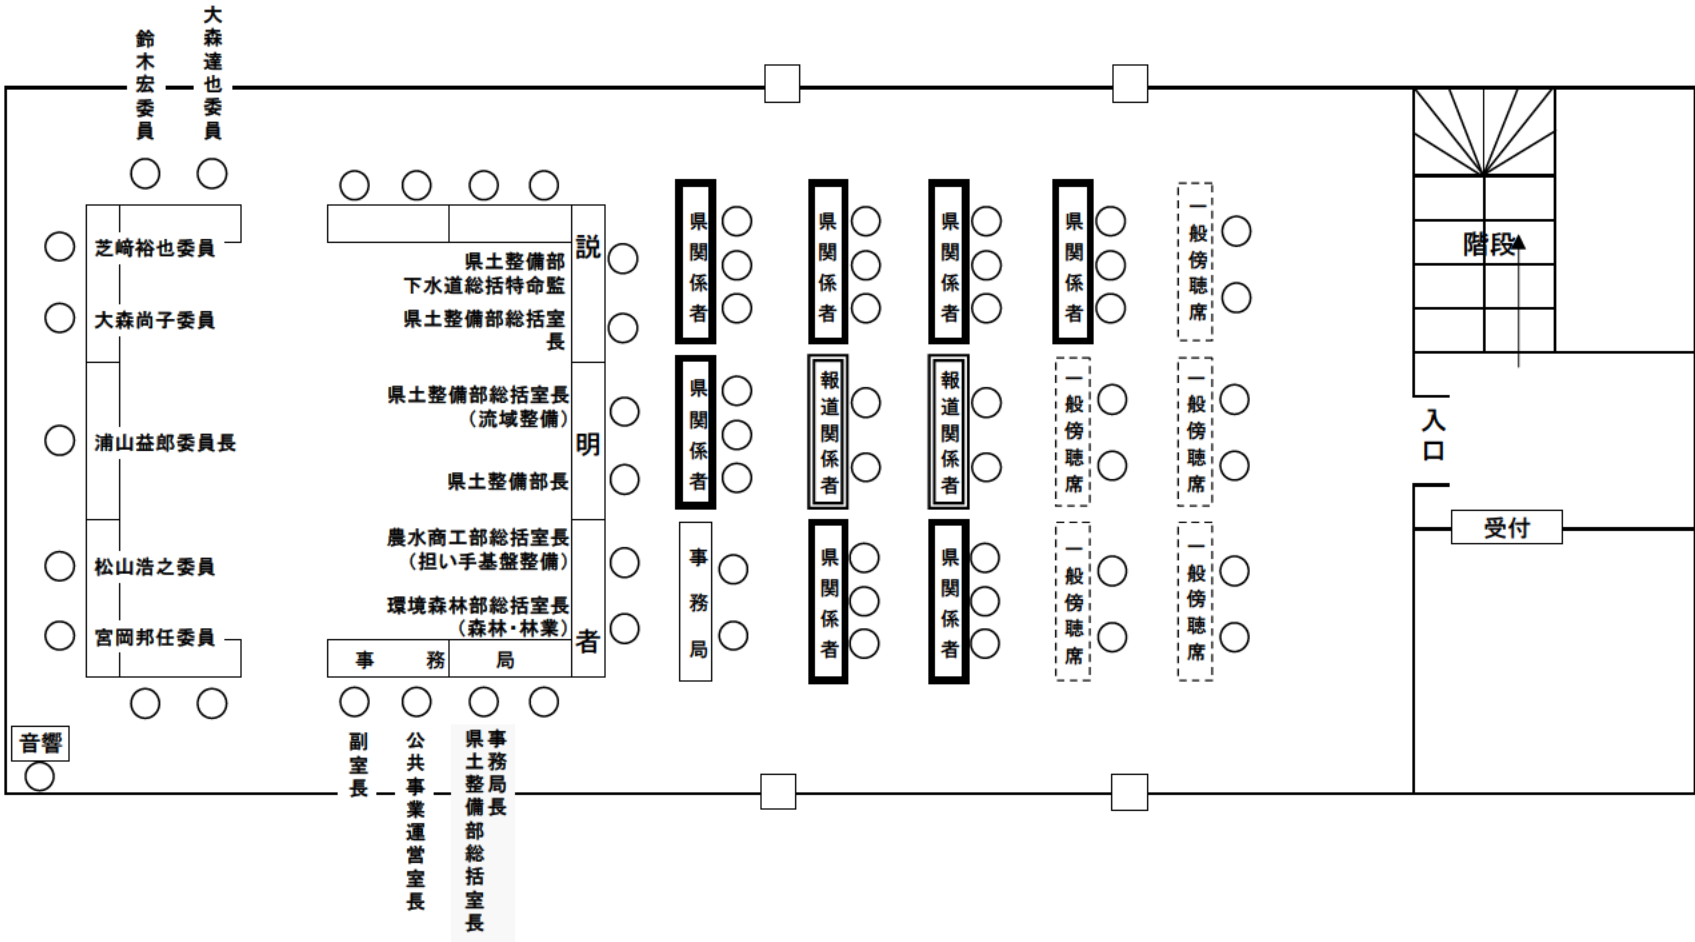 鈴木宏委員
大森達也委員
芝﨑裕也委員
大森尚子委員
浦山益郎委員長
松山浩之委員
宮岡邦任委員
音響
説明者
県土整備部
下水道総括特命監
県土整備部総括室
長
県土整備部総括室長
（流域整備）
県土整備部長
農水商工部総括室長
（担い手基盤整備）
環境森林部総括室長
（森林・林業）
事務局
副室長
公共事業運営室長
事務局長
県土整備部総括室長
県関係者
県関係者
県関係者
県関係者
一般傍聴席
県関係者
報道関係者
報道関係者
一般傍聴席
一般傍聴席
事務局
県関係者
県関係者
一般傍聴席
一般傍聴席
階段
入口
受付